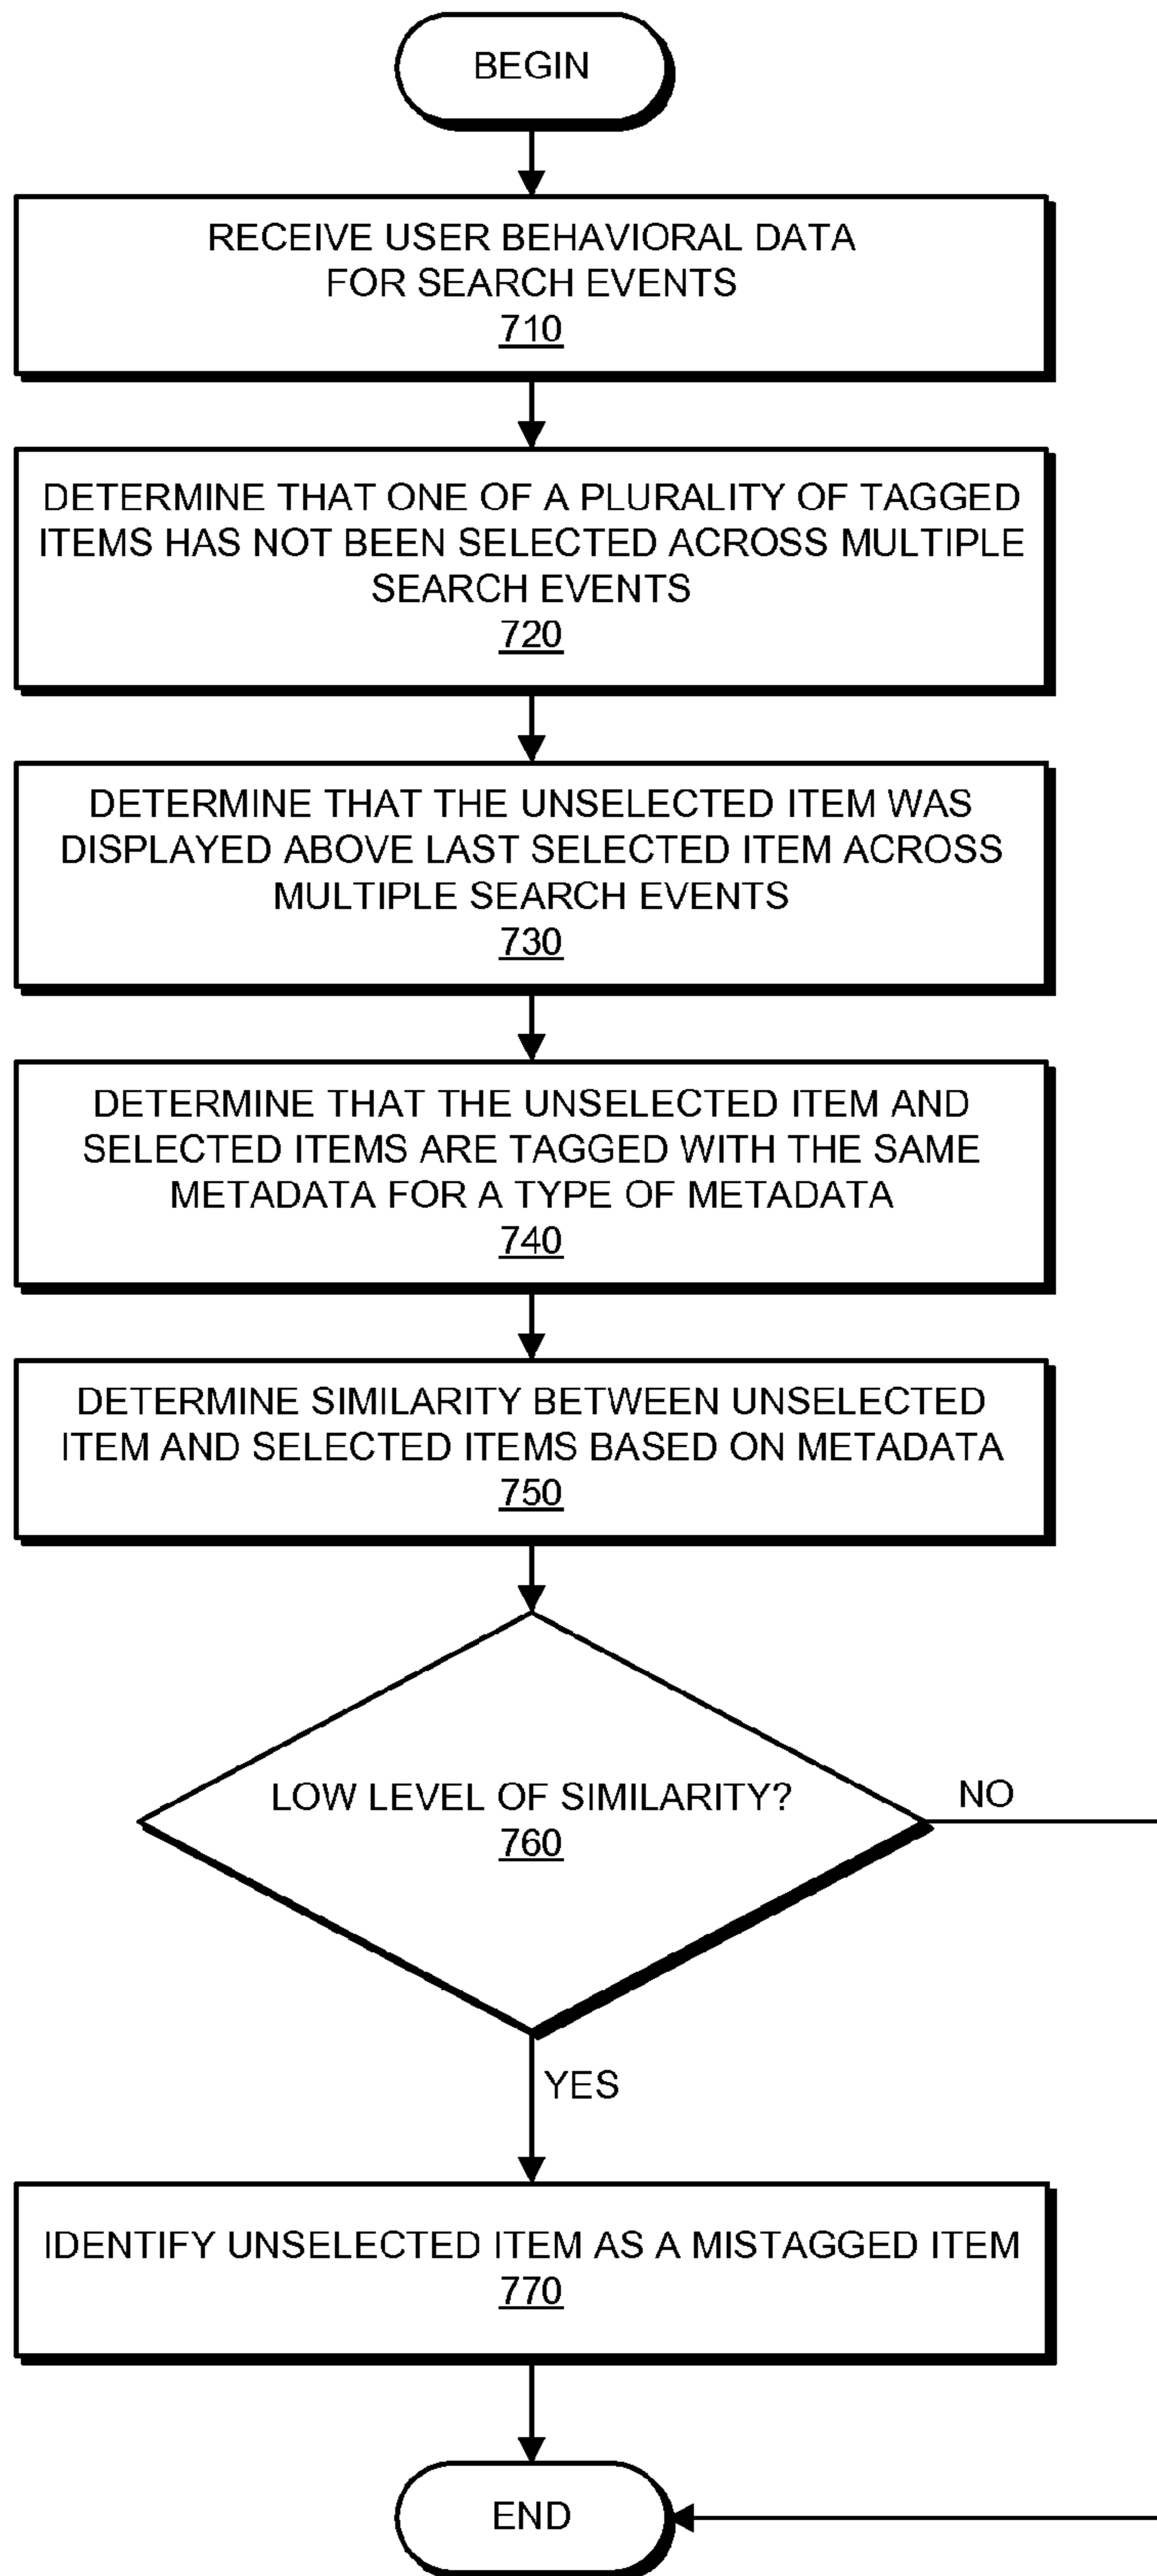 BEGIN
RECEIVE USER BEHAVIORAL DATA
FOR SEARCH EVENTS
710
DETERMINE THAT ONE OF A PLURALITY OF TAGGED
ITEMS HAS NOT BEEN SELECTED ACROSS MULTIPLE
SEARCH EVENTS
720
DETERMINE THAT THE UNSELECTED ITEM WAS
DISPLAYED ABOVE LAST SELECTED ITEM ACROSS
MULTIPLE SEARCH EVENTS
730
DETERMINE THAT THE UNSELECTED ITEM AND
SELECTED ITEMS ARE TAGGED WITH THE SAME
METADATA FOR A TYPE OF METADATA
740
DETERMINE SIMILARITY BETWEEN UNSELECTED
ITEM AND SELECTED ITEMS BASED ON METADATA
750
LOW LEVEL OF SIMILARITY?
760
NO
YES
IDENTIFY UNSELECTED ITEM AS A MISTAGGED ITEM
770
END